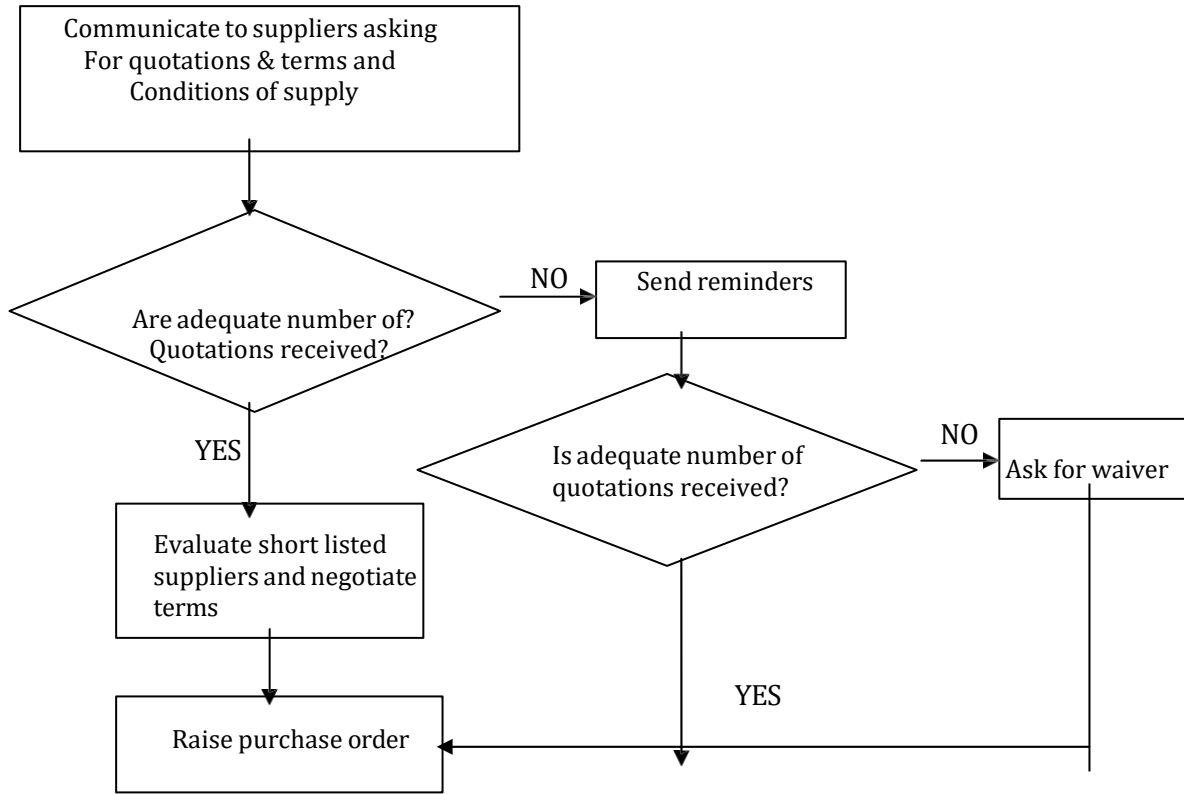 Communicate to suppliers asking
For quotations & terms and
Conditions of supply
NO
Send reminders
Are adequate number of?
Quotations received?
YES
NO
Is adequate number of
quotations received?
Ask for waiver
Evaluate short listed
suppliers and negotiate
terms
YES
Raise purchase order